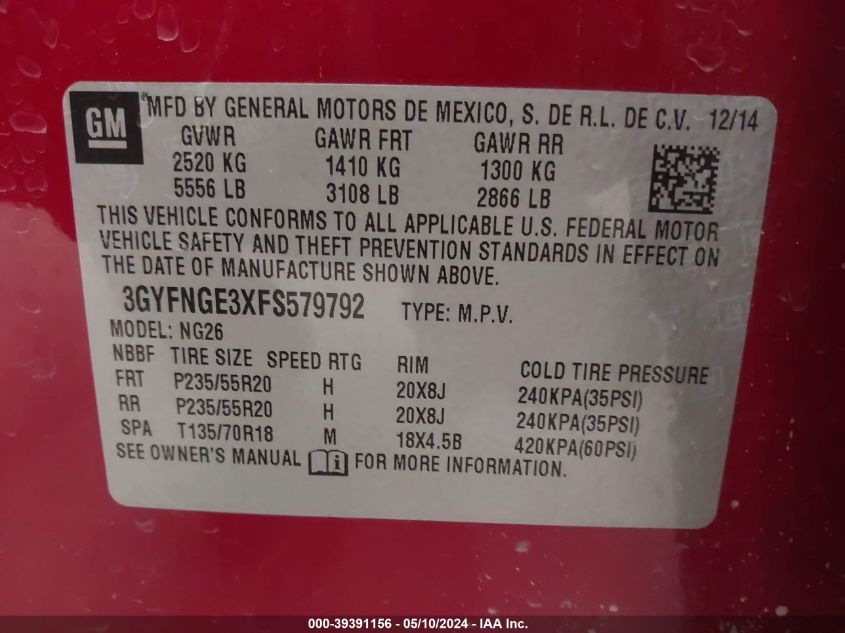 GM
© MFD BY GENERAL MOTORS DE MEXICO, S. DE R.L. DE C.V. 12/14
GVWR GAWR FRT GAWR RR
2520 KG 1410 KG 1300 KG
5556 LB 3108 LB 2866 LB
THIS VEHICLE CONFORMS TO ALL APPLICABLE U.S. FEDERAL MOTOR
VEHICLE SAFETY AND THEFT PREVENTION STANDARDS IN EFFECT ON
THE DATE OF MANUFACTURE SHOWN ABOVE.
3GYFNGE3XFS579792 TYPE: M.P.V.
MODEL: NG26
NBBF TIRE SIZE SPEED RTG RIM COLD TIRE PRESSURE
FRT P235/55R20 H 20X8J 240KPA(35PSI)
RR P235/55R20 H 20X8J 240KPA(35PSI)
SPA T135/70R18 M 18X4.5B 420KPA(60PSI)
SEE OWNER'S MANUAL i FOR MORE INFORMATION.
000-39391156 - 05/10/2024 - IAA Inc.